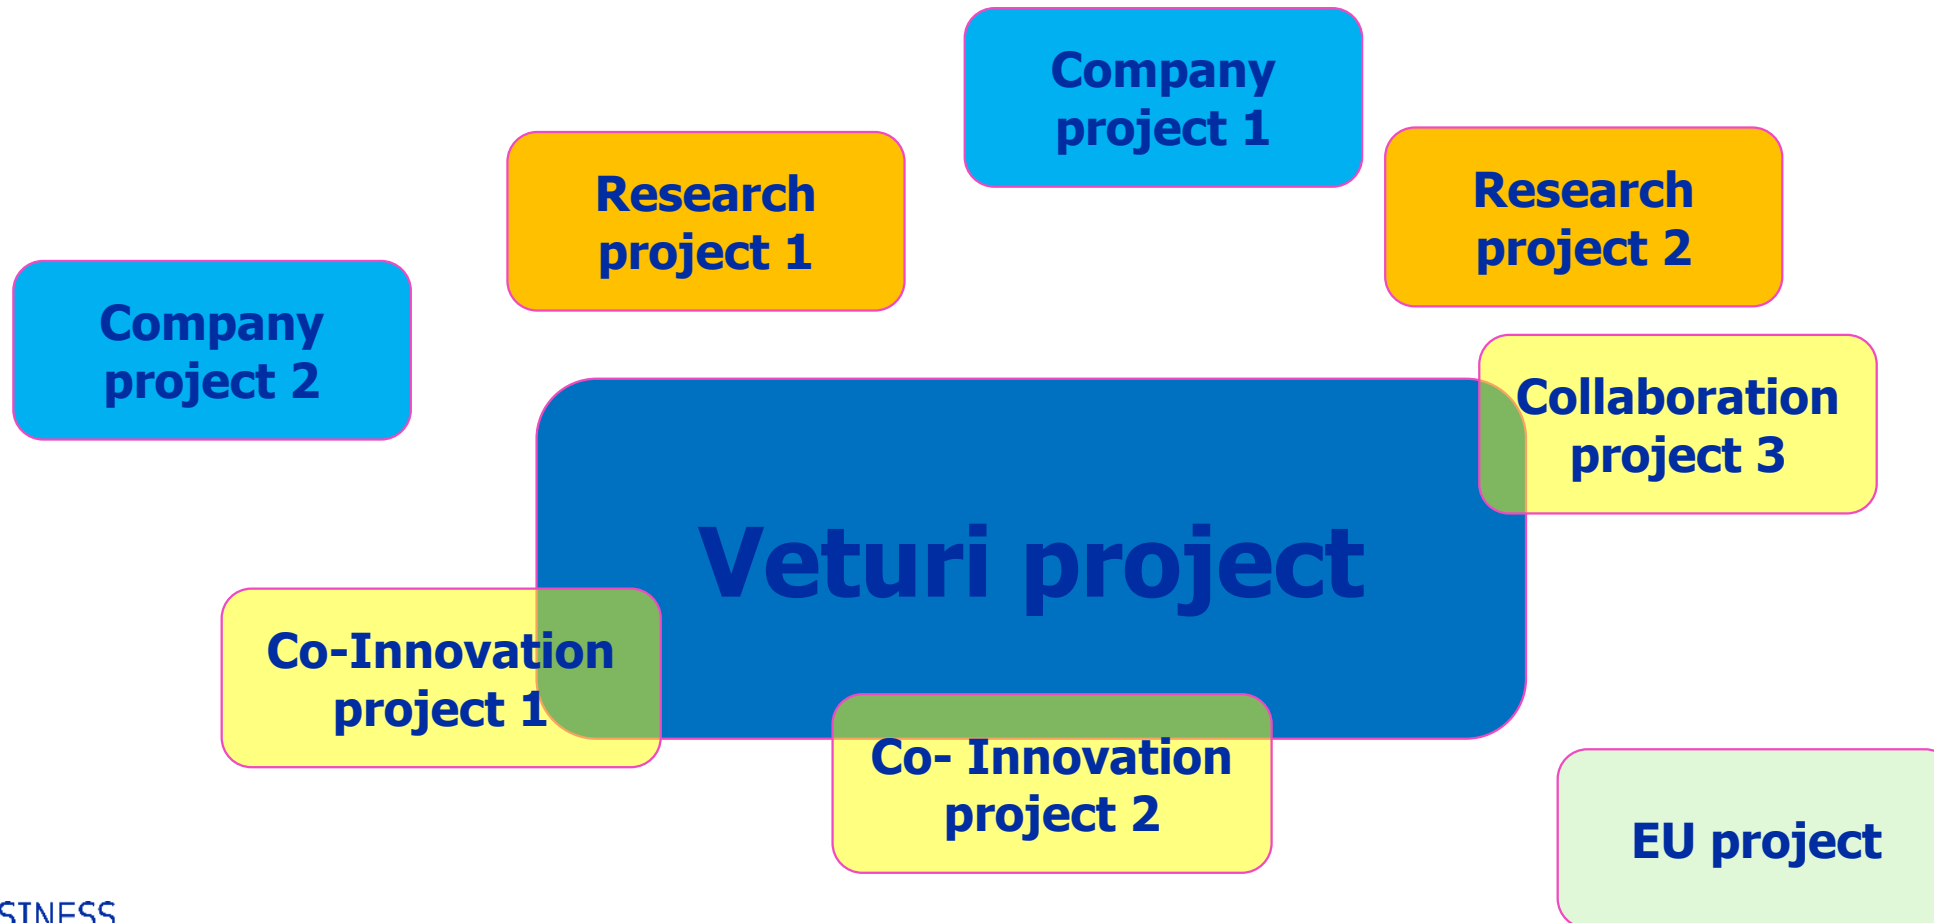 Company
project 1
Research
project 1
Research
project 2
Company
project 2
Collaboration
project 3
Veturi project
Co-Innovation
project 1
Co- Innovation
project 2
EU project